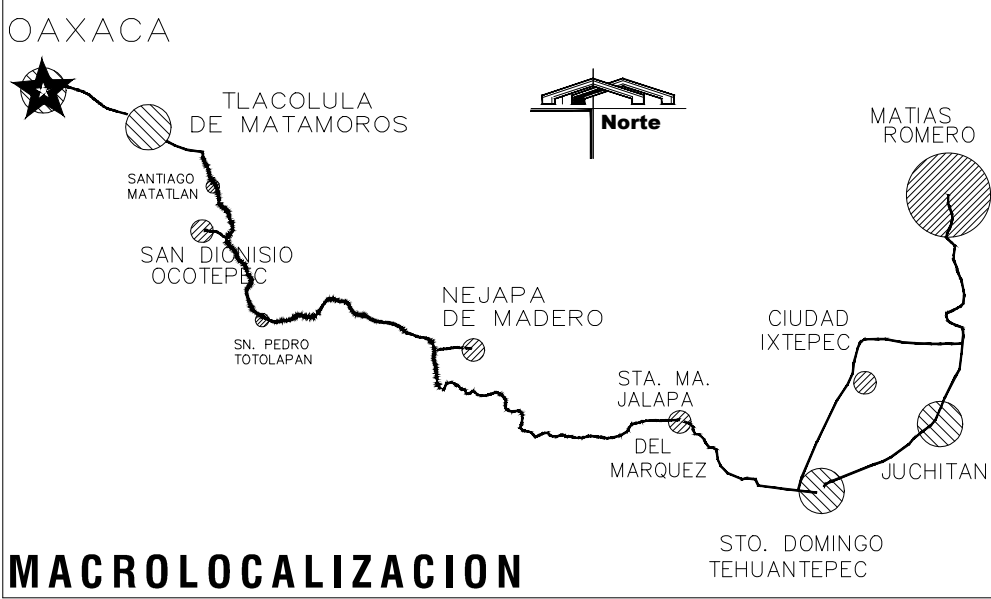 OAXACA
TLACOLULA
DE MATAMOROS
Norte
MATIAS
ROMERO
SANTIAGO
MATATLAN
SAN DIONISIO
OCOTEPEC
NEJAPA
DE MADERO
CIUDAD
IXTEPEC
SN. PEDRO
TOTOLAPAN
STA. MA.
JALAPA
DEL
MARQUEZ
JUCHITAN
STO. DOMINGO
TEHUANTEPEC
MACROLOCALIZACION